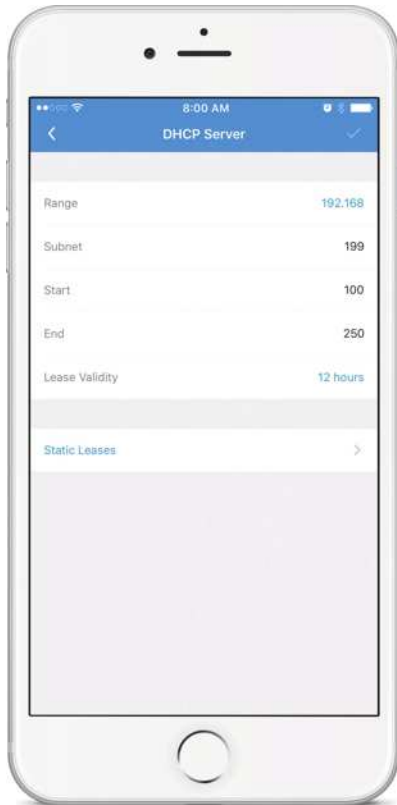 8:00 AM
DHCP Server
Range 192.168
Subnet 199
Start 100
End 250
Lease Validity 12 hours
Static Leases